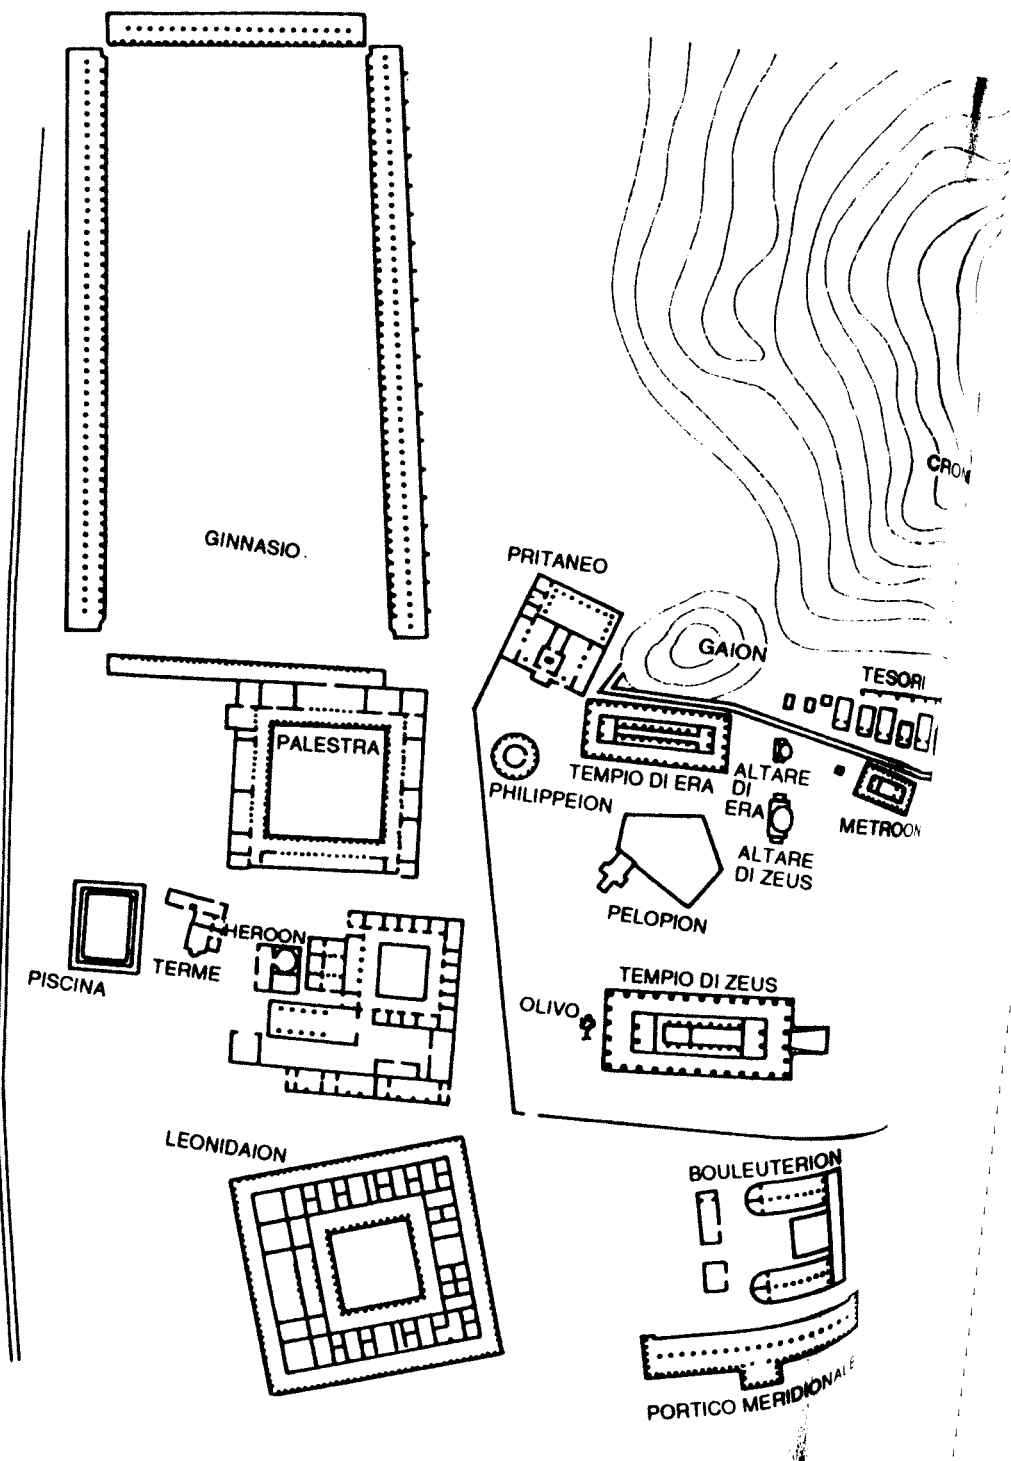 CRON
GINNASIO
PRITANEO
GAION
TESORI
PALESTRA
TEMPIO DI ERA
ALTARE
DI
ERA
PHILIPPEION
METROON
ALTARE
DI ZEUS
PELOPION
HEROON
TERME
PISCINA
TEMPIO DI ZEUS
OLIVO
LEONIDAION
BOULEUTERION
PORTICO MERIDIONALE